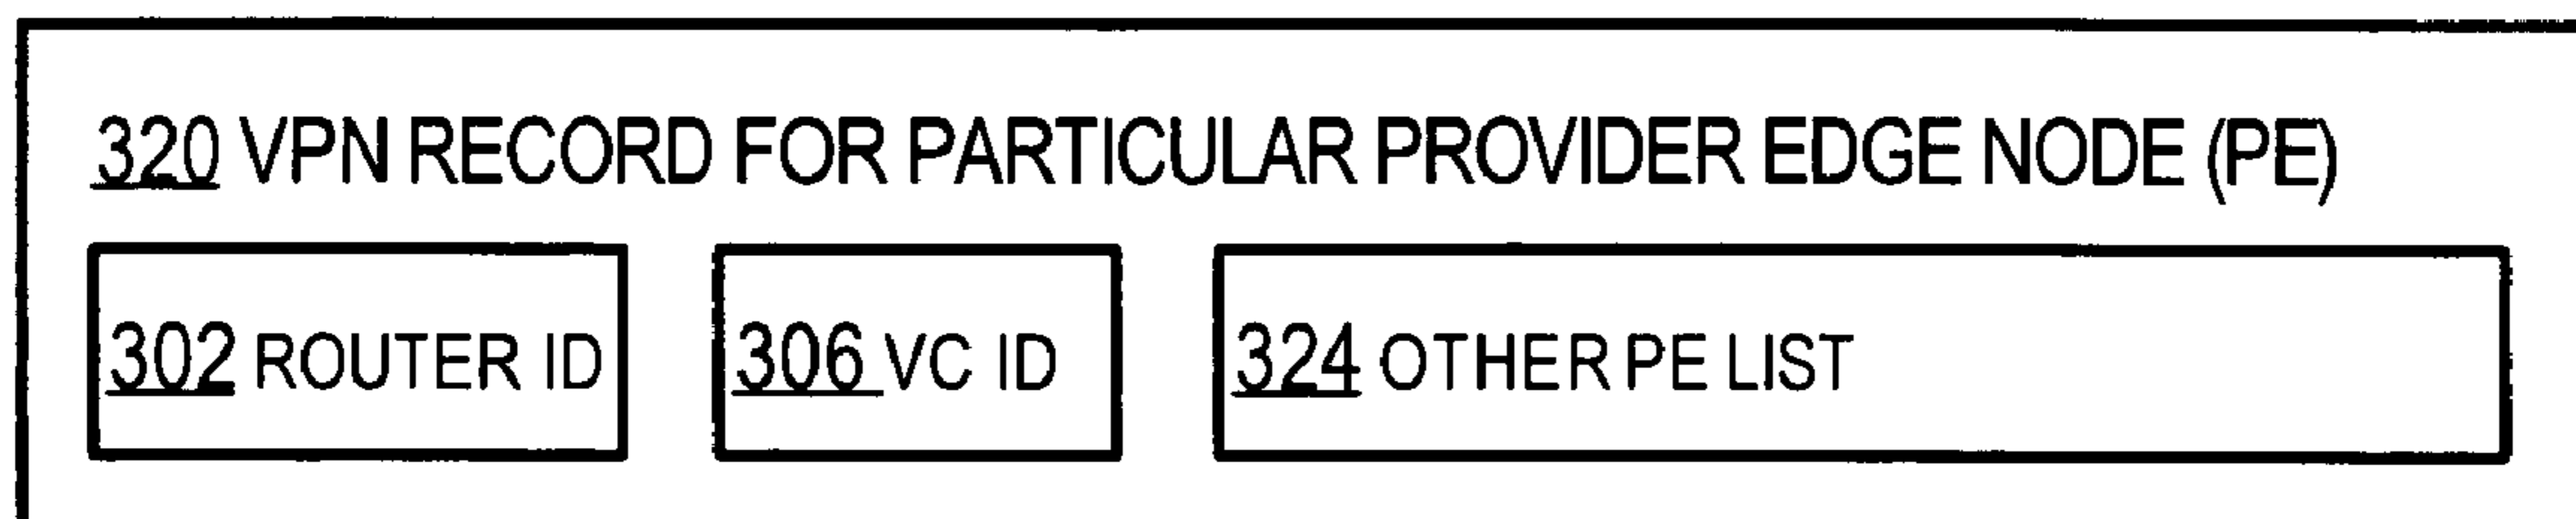 320 VPN RECORD FOR PARTICULAR PROVIDER EDGE NODE (PE)
302 ROUTER ID 306 VC ID 324 OTHER PE LIST